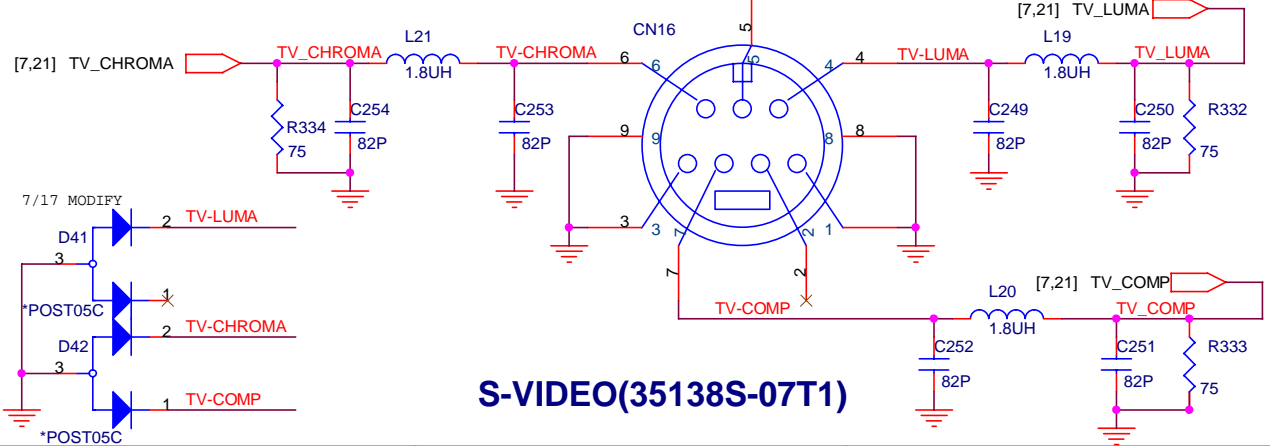 [7,21] TV_LUMA
5
CN16
L21
L19
[7,21] TV_CHROMA
TV_CHROMA
TV-CHROMA
6
6
5
4
4
TV-LUMA
TV_LUMA
1.8UH
1.8UH
C254
C253
C249
C250
R332
R334
75
82P
82P
9
9
8
8
82P
82P
75
7/17 MODIFY
2
TV-LUMA
D41
3
3
3
7
2
1
1
1
*POST05C
7
2
[7,21] TV_COMP
L20
TV-COMP
TV_COMP
1.8UH
2
TV-CHROMA
D42
3
C252
C251
R333
82P
82P
75
1
TV-COMP
*POST05C
S-VIDEO(35138S-07T1)